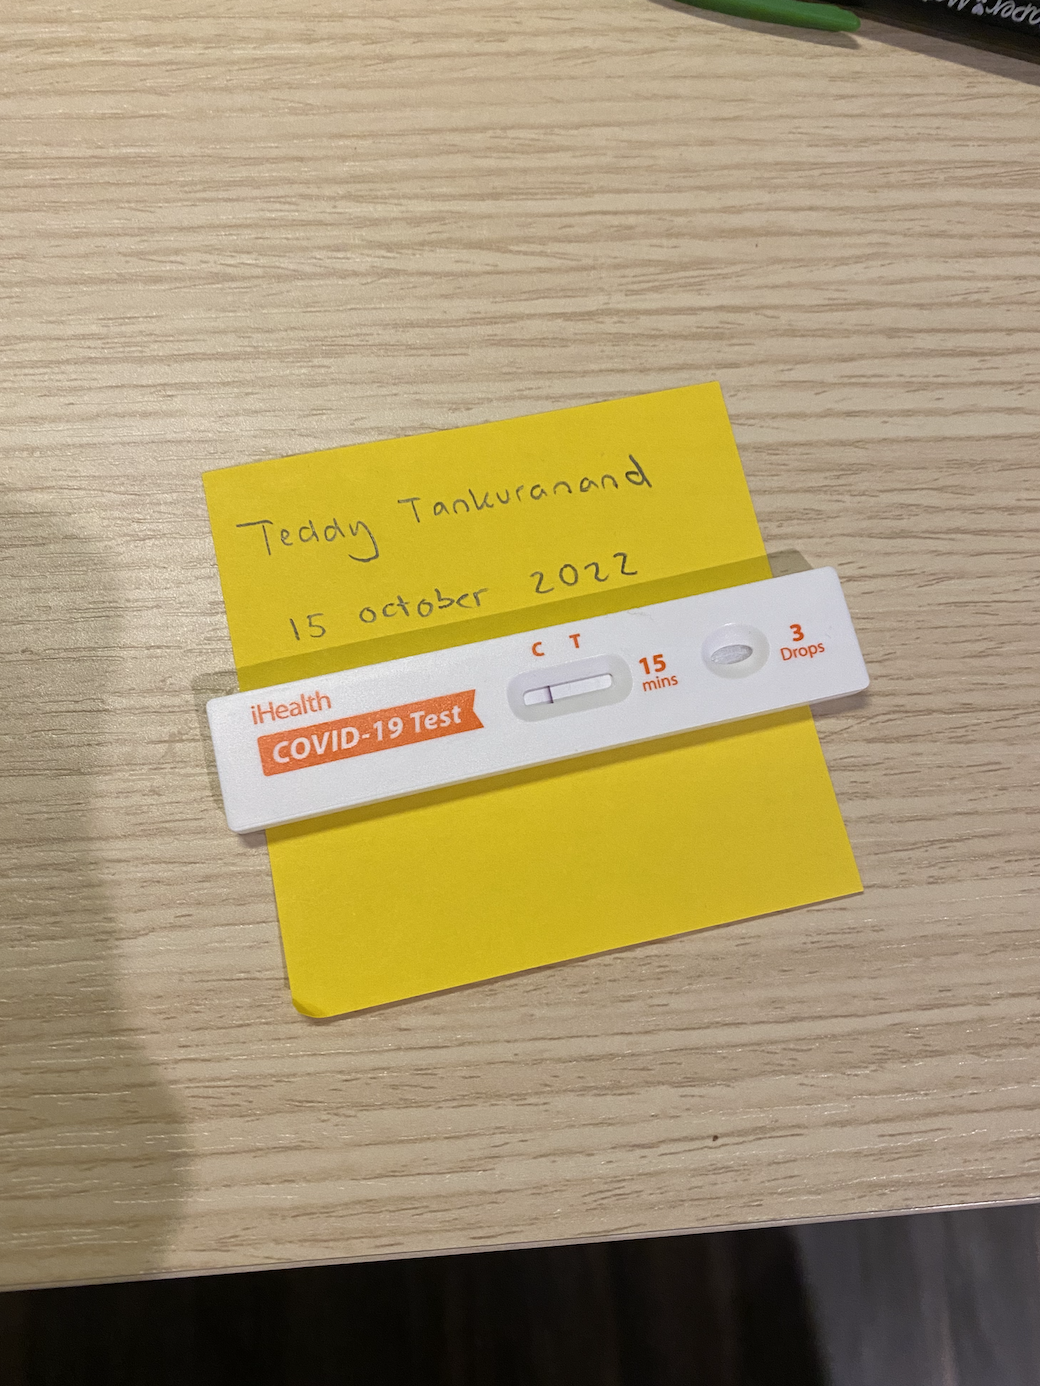 Teddy Tankuranand
15 october 2022
C T
15
mins
3
Drops
iHealth
COVID-19 Test